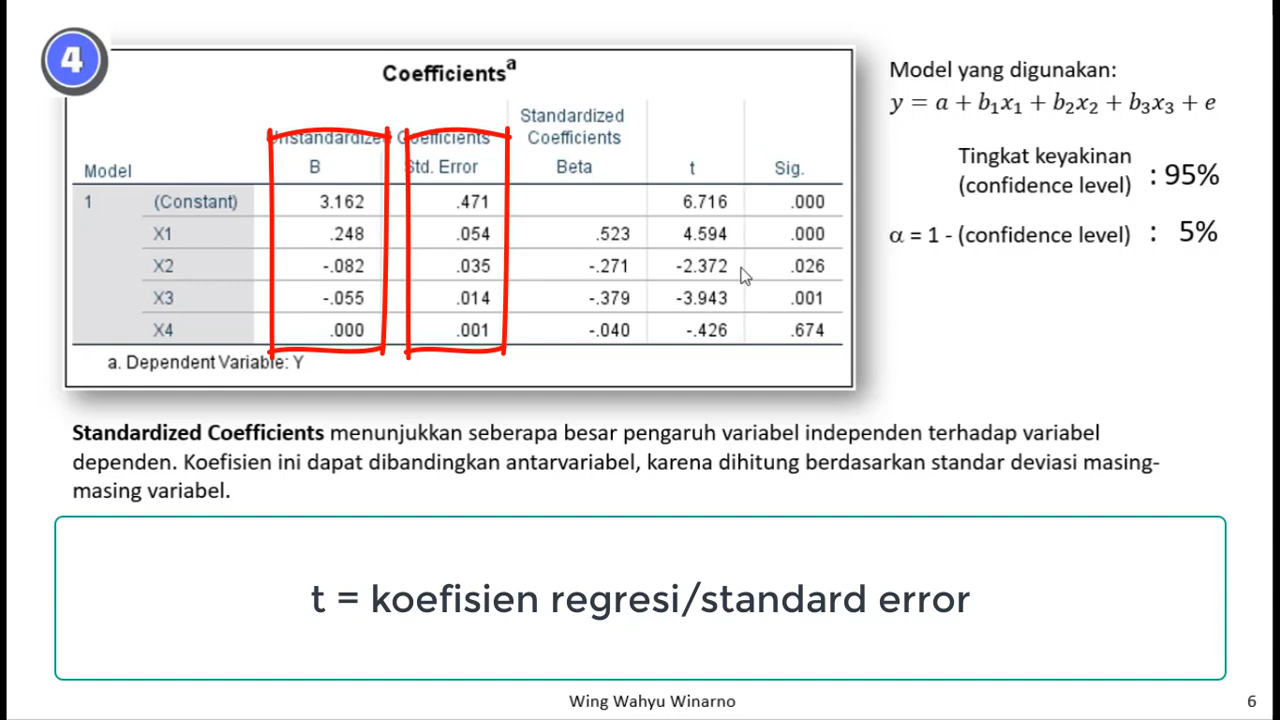 4
Coefficientsᵃ
Model yang digunakan:
y = a + b₁x₁ + b₂x₂ + b₃x₃ + e
Unstandardized Coefficients Standardized Coefficients
Model B Std. Error Beta t Sig.
1 (Constant) 3.162 .471 6.716 .000
X1 .248 .054 .523 4.594 .000
X2 -.082 .035 -.271 -2.372 .026
X3 -.055 .014 -.379 -3.943 .001
X4 .000 .001 -.040 -.426 .674
a. Dependent Variable: Y
Tingkat keyakinan
(confidence level) : 95%
α = 1 - (confidence level) : 5%
Standardized Coefficients menunjukkan seberapa besar pengaruh variabel independen terhadap variabel
dependen. Koefisien ini dapat dibandingkan antarvariabel, karena dihitung berdasarkan standar deviasi masing-
masing variabel.
t = koefisien regresi/standard error
Wing Wahyu Winarno
6